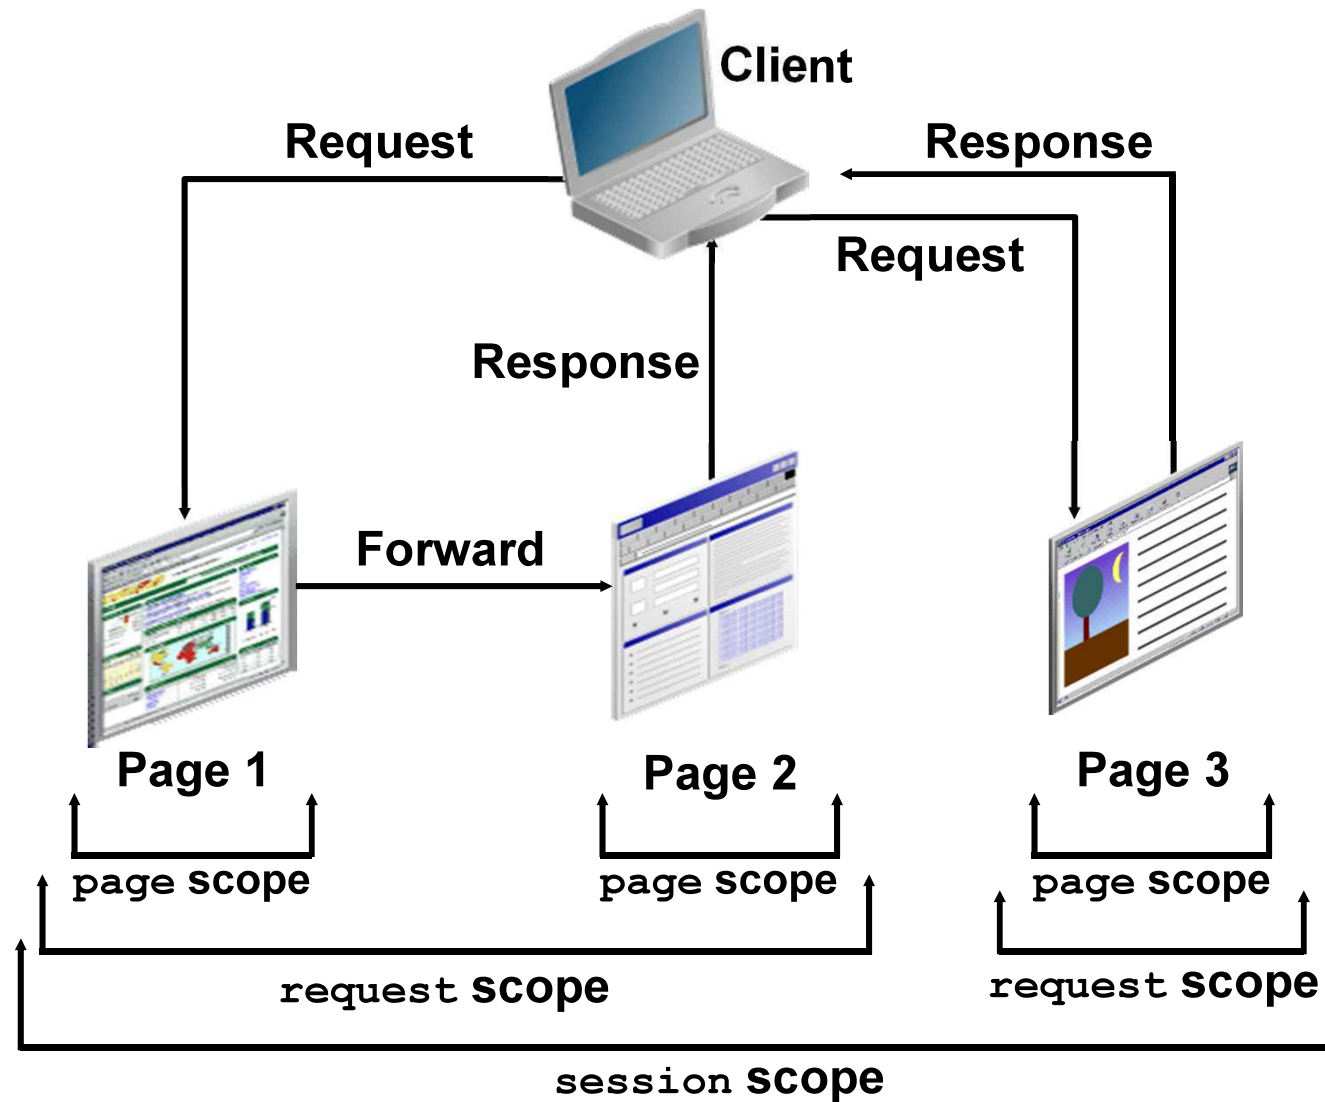 Client
Request
Response
Request
Response
Forward
Page 1
Page 2
Page 3
page scope
page scope
page scope
request scope
request scope
session scope